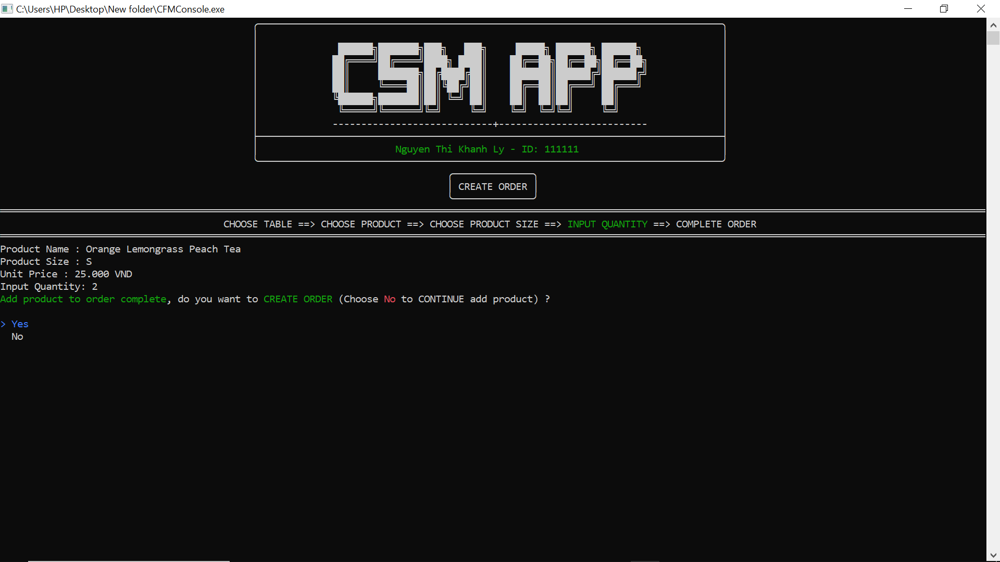 C:\Users\HP\Desktop\New folder\CFMConsole.exe
CSM APP
----------------------------+--------------------------
Nguyen Thi Khanh Ly - ID: 111111
CREATE ORDER
CHOOSE TABLE ==> CHOOSE PRODUCT ==> CHOOSE PRODUCT SIZE ==> INPUT QUANTITY ==> COMPLETE ORDER
Product Name : Orange Lemongrass Peach Tea
Product Size : S
Unit Price : 25.000 VND
Input Quantity: 2
Add product to order complete, do you want to CREATE ORDER (Choose No to CONTINUE add product) ?
> Yes
No